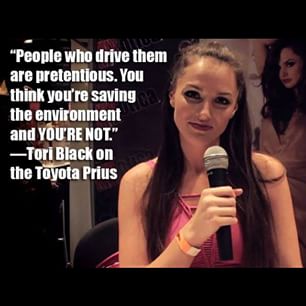 “People who drive them
are pretentious. You
think you’re saving
the environment
and YOU’RE NOT.”
—Tori Black on
the Toyota Prius